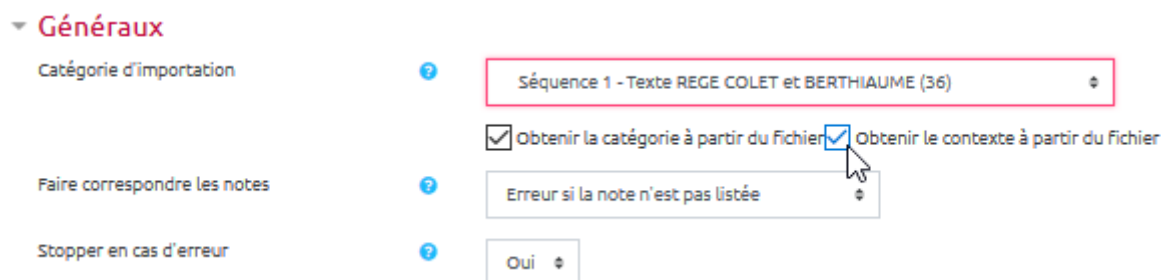 Généraux
Catégorie d'importation
Séquence 1 - Texte REGE COLET et BERTHIAUME (36)
Obtenir la catégorie à partir du fichier Obtenir le contexte à partir du fichier
Faire correspondre les notes
Erreur si la note n'est pas listée
Stopper en cas d'erreur
Oui